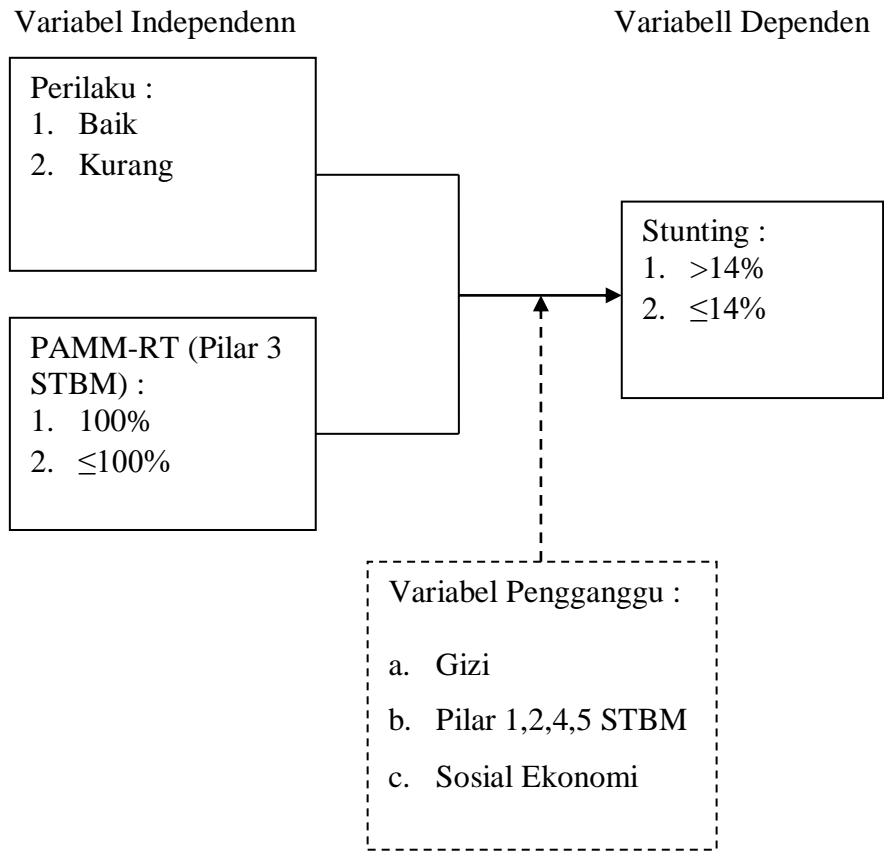 Variabel Independenn
Variabell Dependen
Perilaku :
1. Baik
2. Kurang
Stunting :
1. >14%
2. ≤14%
PAMM-RT (Pilar 3
STBM) :
1. 100%
2. ≤100%
Variabel Pengganggu :
a. Gizi
b. Pilar 1,2,4,5 STBM
c. Sosial Ekonomi